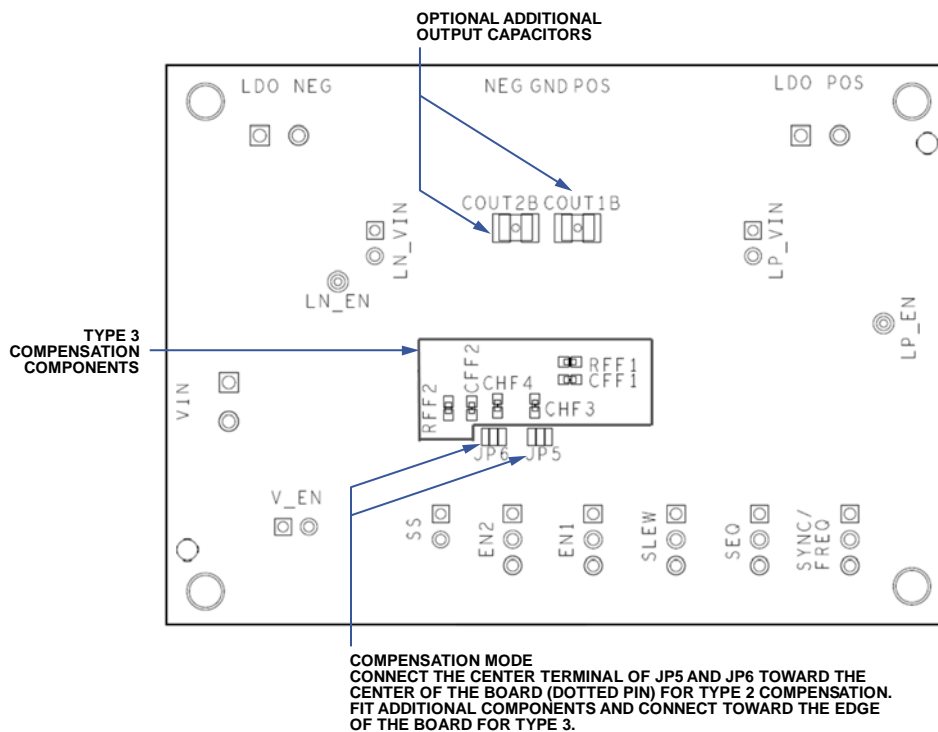 OPTIONAL ADDITIONAL
OUTPUT CAPACITORS
LDO NEG
NEG GND POS
LDO POS
COUT2B COUT1B
LN_VIN
LP_VIN
LN_EN
LP_EN
TYPE 3
COMPENSATION
COMPONENTS
RFF1
CFF1
CFF2
CHF4
RFF2
CHF3
VIN
JP6 JP5
V_EN
SS
EN2
EN1
SLEW
SEQ
SYNC/
FREQ
COMPENSATION MODE
CONNECT THE CENTER TERMINAL OF JP5 AND JP6 TOWARD THE
CENTER OF THE BOARD (DOTTED PIN) FOR TYPE 2 COMPENSATION.
FIT ADDITIONAL COMPONENTS AND CONNECT TOWARD THE EDGE
OF THE BOARD FOR TYPE 3.